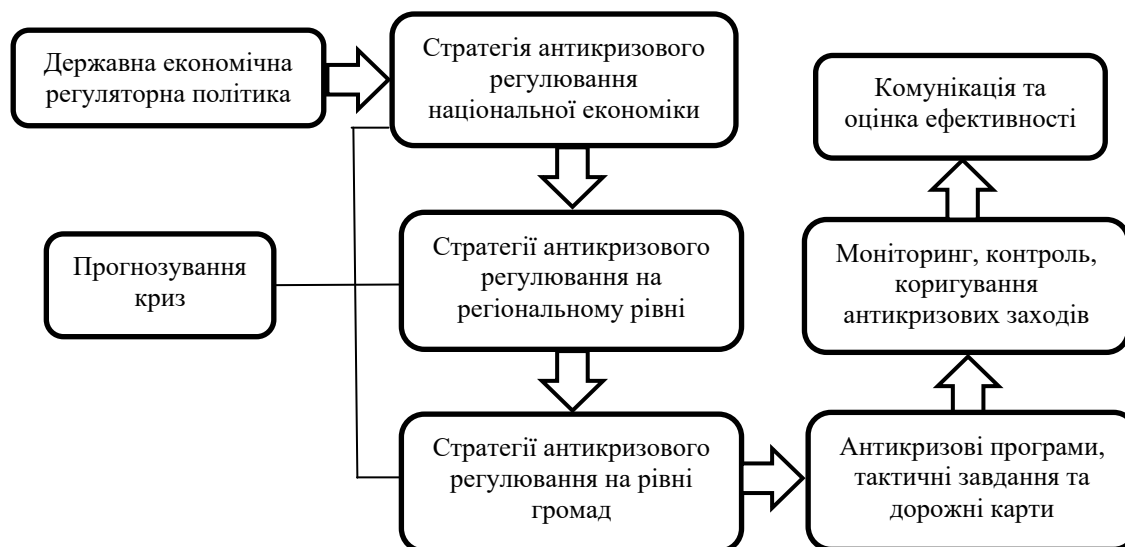 Державна економічна
регуляторна політика
Стратегія антикризового
регулювання
національної економіки
Комунікація та
оцінка ефективності
Прогнозування
криз
Стратегії антикризового
регулювання на
регіональному рівні
Моніторинг, контроль,
коригування
антикризових заходів
Стратегії антикризового
регулювання на рівні
громад
Антикризові програми,
тактичні завдання та
дорожні карти